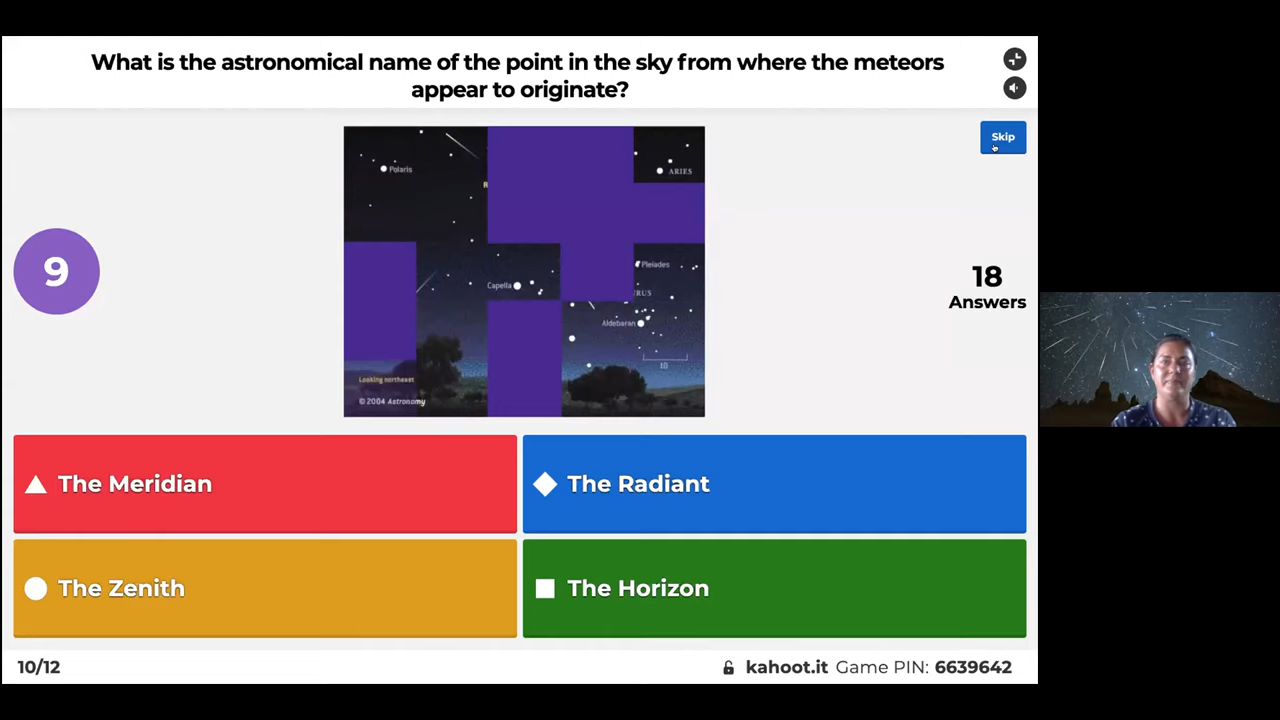 What is the astronomical name of the point in the sky from where the meteors
appear to originate?
Skip
Polaris
R
ARIES
9
18
Answers
Capella
Pleiades
RUS
Aldebaran
10
Looking northeast
© 2004 Astronomy
The Meridian
The Radiant
The Zenith
The Horizon
10/12
kahoot.it Game PIN: 6639642